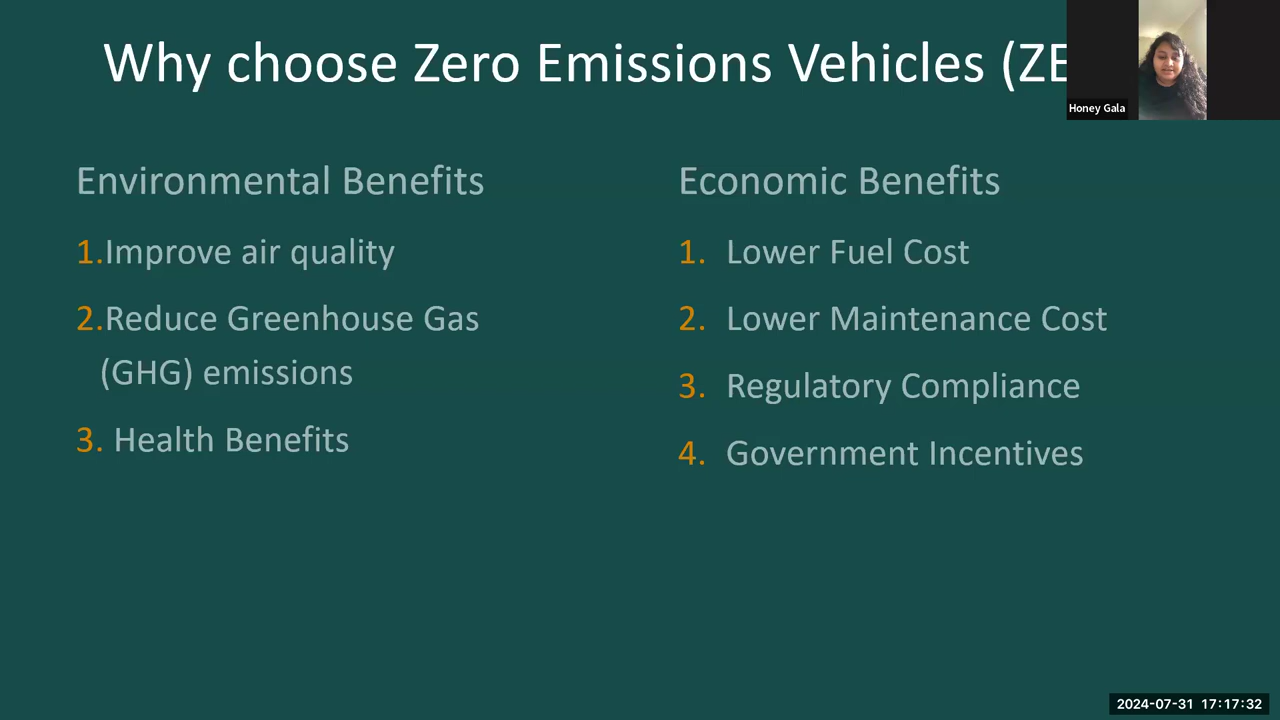 Why choose Zero Emissions Vehicles (ZE
Honey Gala
Environmental Benefits
1.Improve air quality
2.Reduce Greenhouse Gas
(GHG) emissions
3. Health Benefits
Economic Benefits
1. Lower Fuel Cost
2. Lower Maintenance Cost
3. Regulatory Compliance
4. Government Incentives
2024-07-31 17:17:32